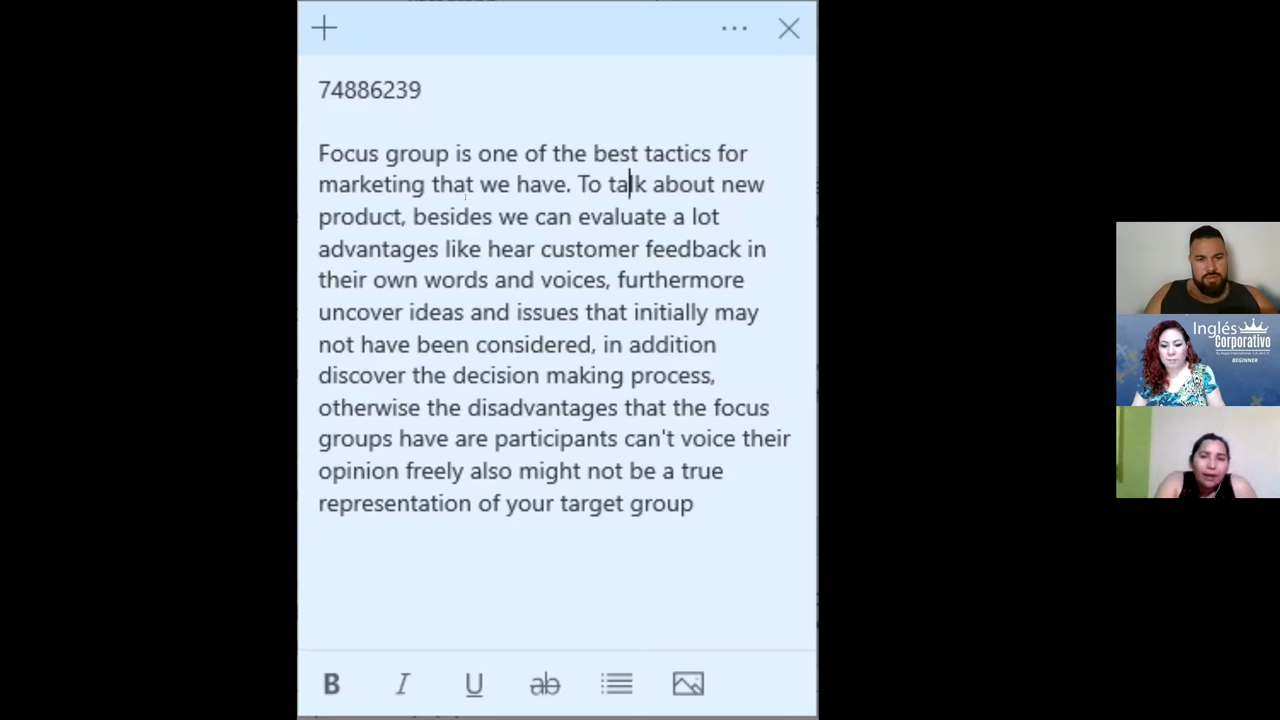 74886239
Focus group is one of the best tactics for
marketing that we have. To talk about new
product, besides we can evaluate a lot
advantages like hear customer feedback in
their own words and voices, furthermore
uncover ideas and issues that initially may
not have been considered, in addition
discover the decision making process,
otherwise the disadvantages that the focus
groups have are participants can't voice their
opinion freely also might not be a true
representation of your target group
B I U ab
Inglés
Corporativo
BEGINNER